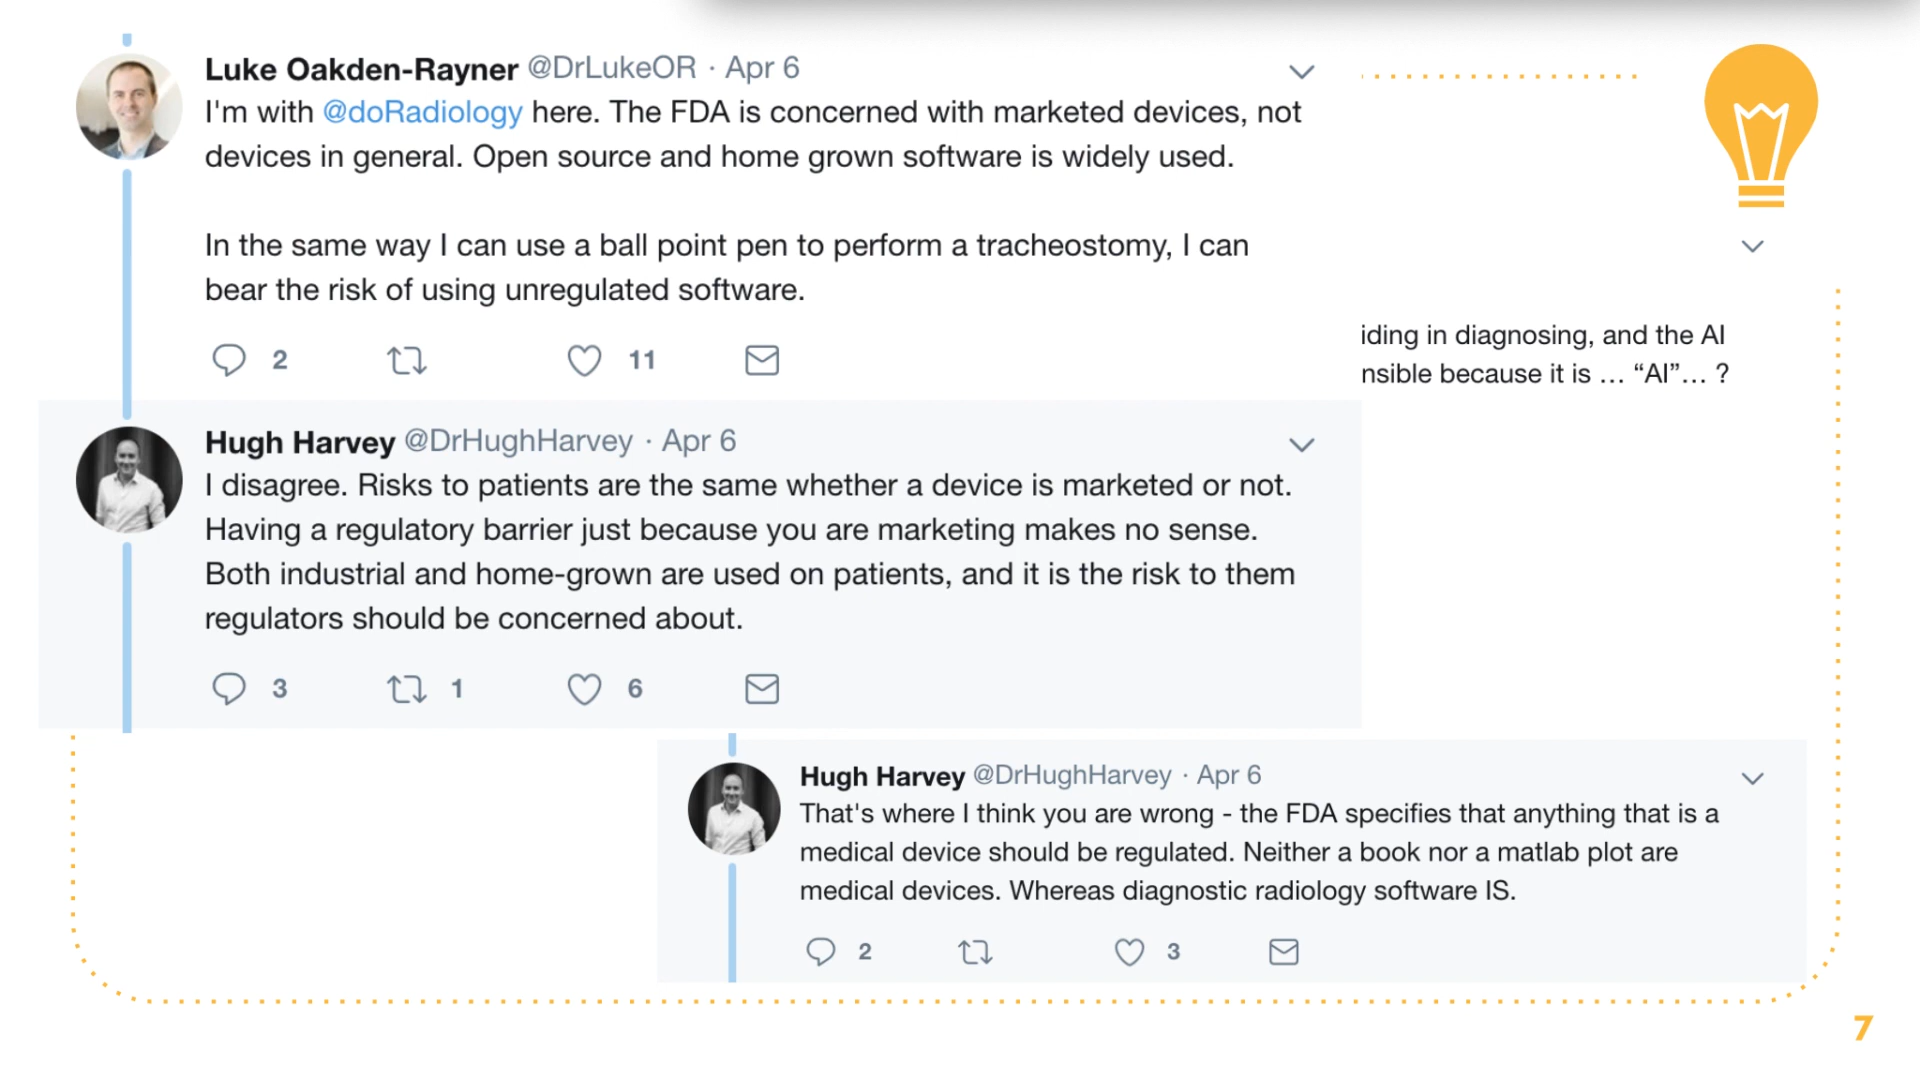 Luke Oakden-Rayner @DrLukeOR · Apr 6
I'm with @doRadiology here. The FDA is concerned with marketed devices, not
devices in general. Open source and home grown software is widely used.
In the same way I can use a ball point pen to perform a tracheostomy, I can
bear the risk of using unregulated software.
2 11
iding in diagnosing, and the AI
nsible because it is … “AI”… ?
Hugh Harvey @DrHughHarvey · Apr 6
I disagree. Risks to patients are the same whether a device is marketed or not.
Having a regulatory barrier just because you are marketing makes no sense.
Both industrial and home-grown are used on patients, and it is the risk to them
regulators should be concerned about.
3 1 6
Hugh Harvey @DrHughHarvey · Apr 6
That's where I think you are wrong - the FDA specifies that anything that is a
medical device should be regulated. Neither a book nor a matlab plot are
medical devices. Whereas diagnostic radiology software IS.
2 3
7